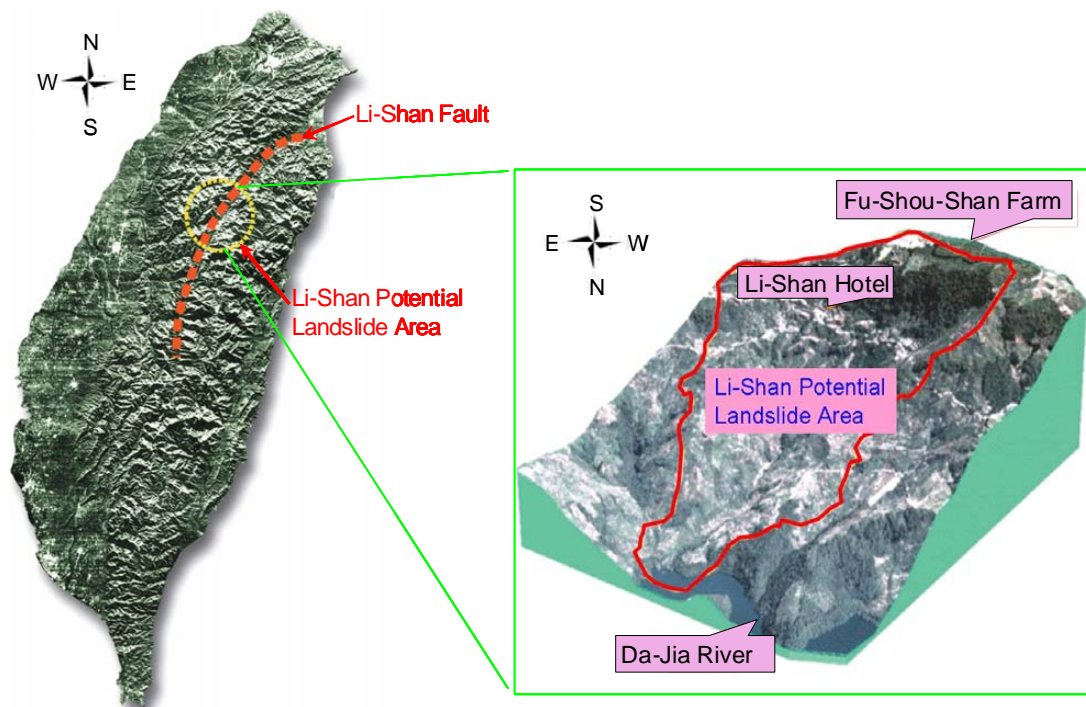 N
W E
S
Li-Shan Fault
Li-Shan Potential
Landslide Area
S
E W
N
Fu-Shou-Shan Farm
Li-Shan Hotel
Li-Shan Potential
Landslide Area
Da-Jia River